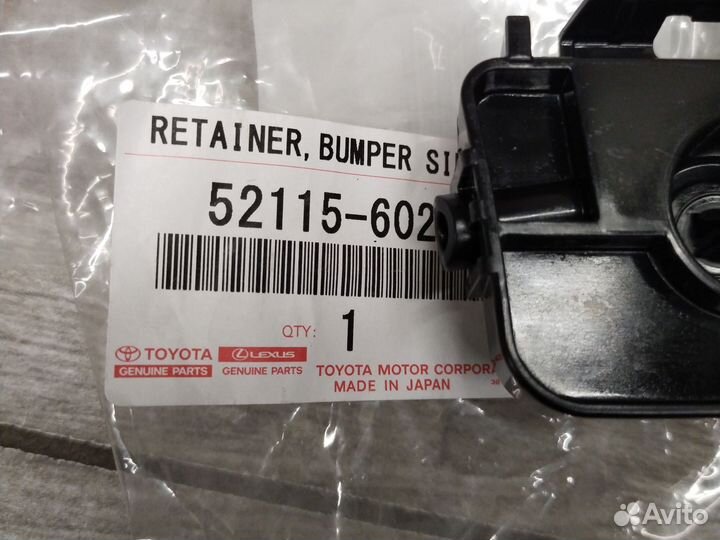 RETAINER, BUMPER SI
52115-602
QTY: 1
TOYOTA LEXUS
GENUINE PARTS GENUINE PARTS
TOYOTA MOTOR CORPORA
MADE IN JAPAN
Avito